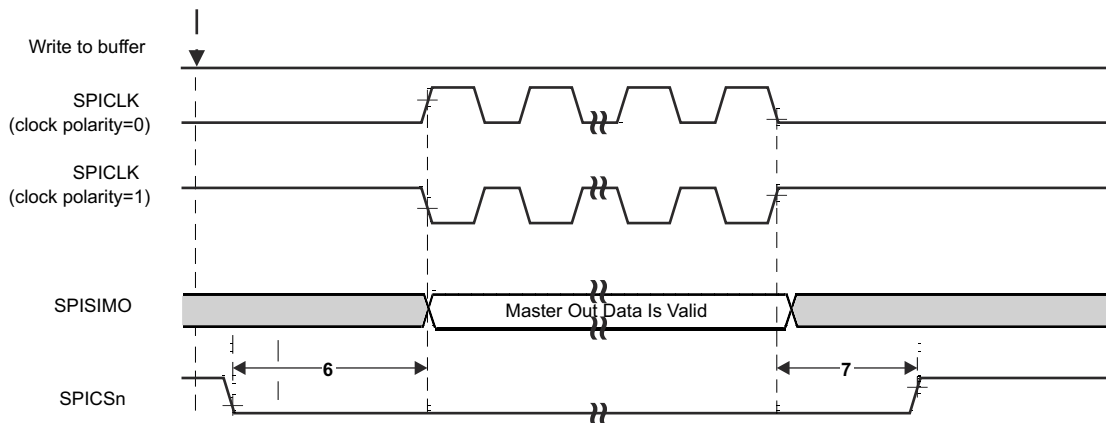 Write to buffer
SPICLK
(clock polarity=0)
SPICLK
(clock polarity=1)
SPISIMO
Master Out Data Is Valid
6
7
SPICSn